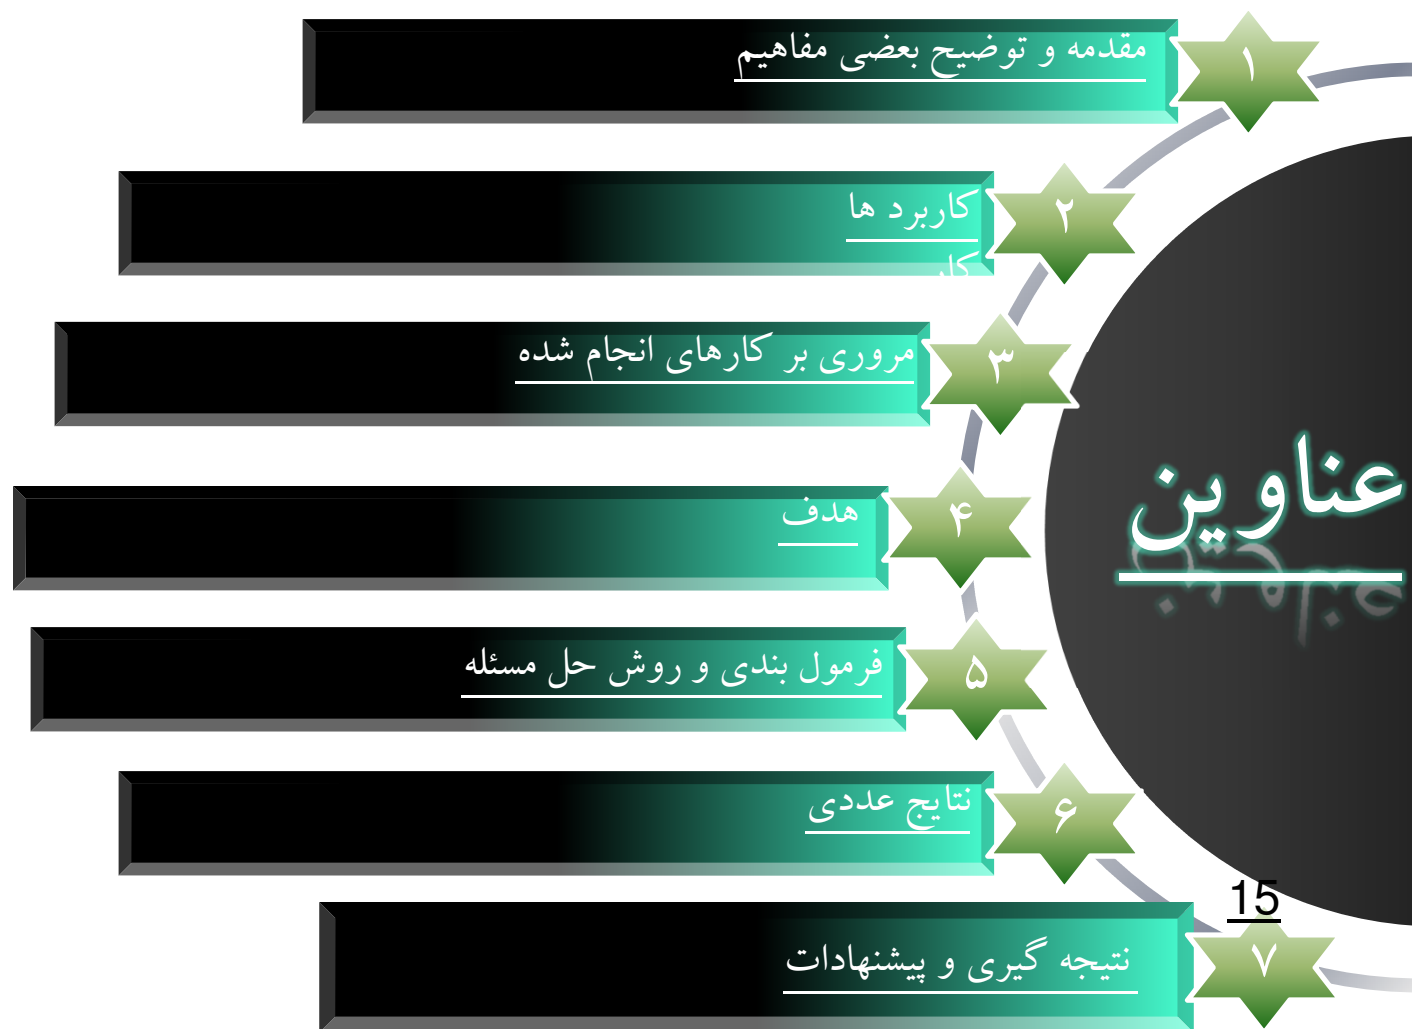 عناوین
۱ مقدمه و توضیح بعضی مفاهیم
۲ کاربرد ها
۳ مروری بر کارهای انجام شده
۴ هدف
۵ فرمول بندی و روش حل مسئله
۶ نتایج عددی
۷ نتیجه گیری و پیشنهادات
15